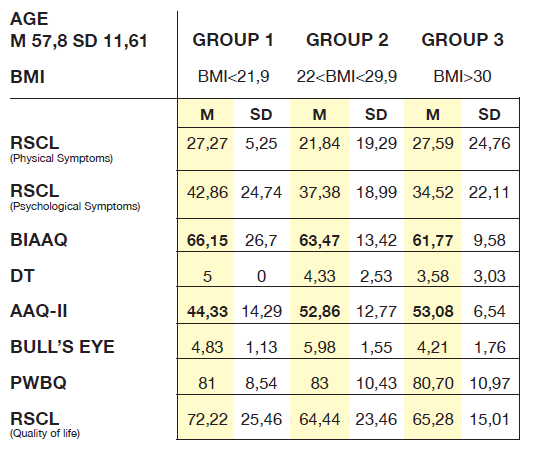 AGE
M 57,8 SD 11,61 GROUP 1 GROUP 2 GROUP 3
BMI BMI<21,9 22<BMI<29,9 BMI>30
M SD M SD M SD
RSCL 27,27 5,25 21,84 19,29 27,59 24,76
(Physical Symptoms)
RSCL 42,86 24,74 37,38 18,99 34,52 22,11
(Psychological Symptoms)
BIAAQ 66,15 26,7 63,47 13,42 61,77 9,58
DT 5 0 4,33 2,53 3,58 3,03
AAQ-II 44,33 14,29 52,86 12,77 53,08 6,54
BULL'S EYE 4,83 1,13 5,98 1,55 4,21 1,76
PWBQ 81 8,54 83 10,43 80,70 10,97
RSCL 72,22 25,46 64,44 23,46 65,28 15,01
(Quality of life)